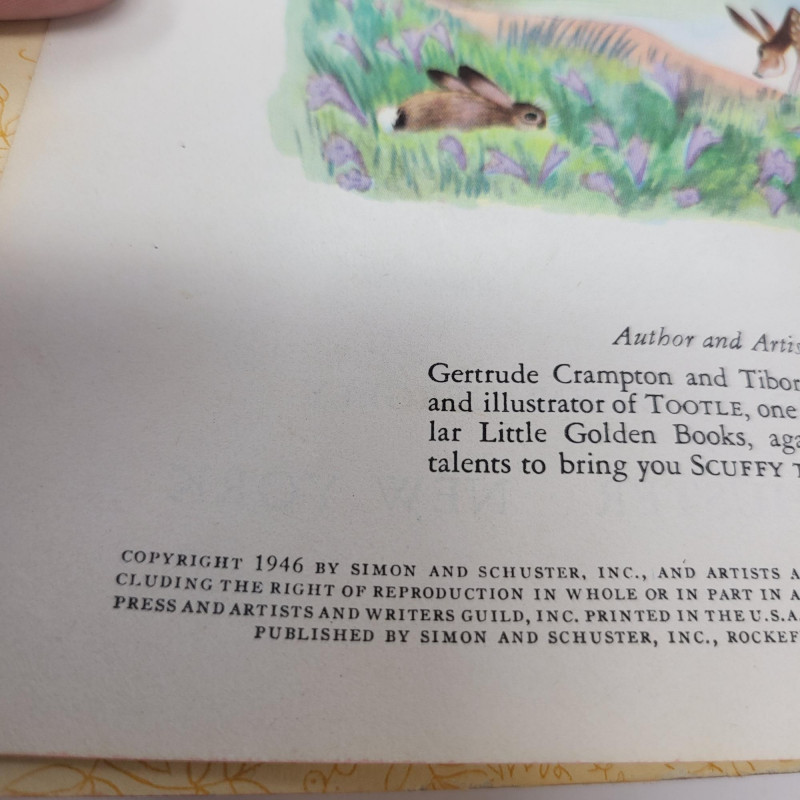 Author and Artis
Gertrude Crampton and Tibor
and illustrator of TOOTLE, one
lar Little Golden Books, aga
talents to bring you SCUFFY T
COPYRIGHT 1946 BY SIMON AND SCHUSTER, INC., AND ARTISTS A
CLUDING THE RIGHT OF REPRODUCTION IN WHOLE OR IN PART IN A
PRESS AND ARTISTS AND WRITERS GUILD, INC. PRINTED IN THE U.S.A.
PUBLISHED BY SIMON AND SCHUSTER, INC., ROCKEF